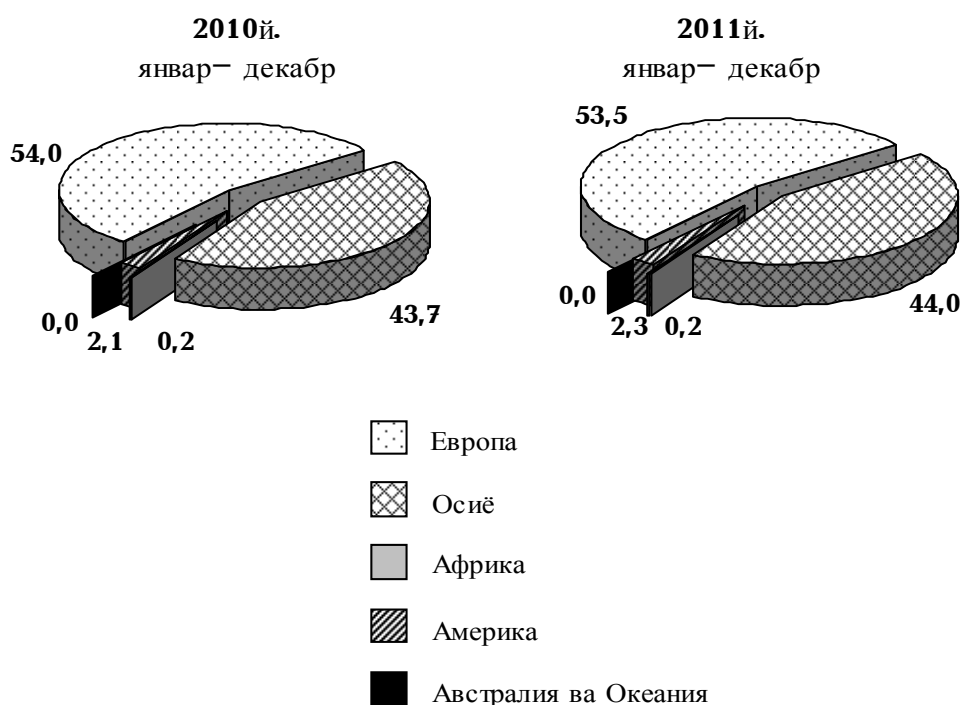 2010й.
январ– декабр
54,0
0,0
2,1
0,2
43,7
2011й.
январ– декабр
53,5
0,0
2,3
0,2
44,0
Европа
Осиё
Африка
Америка
Австралия ва Океания